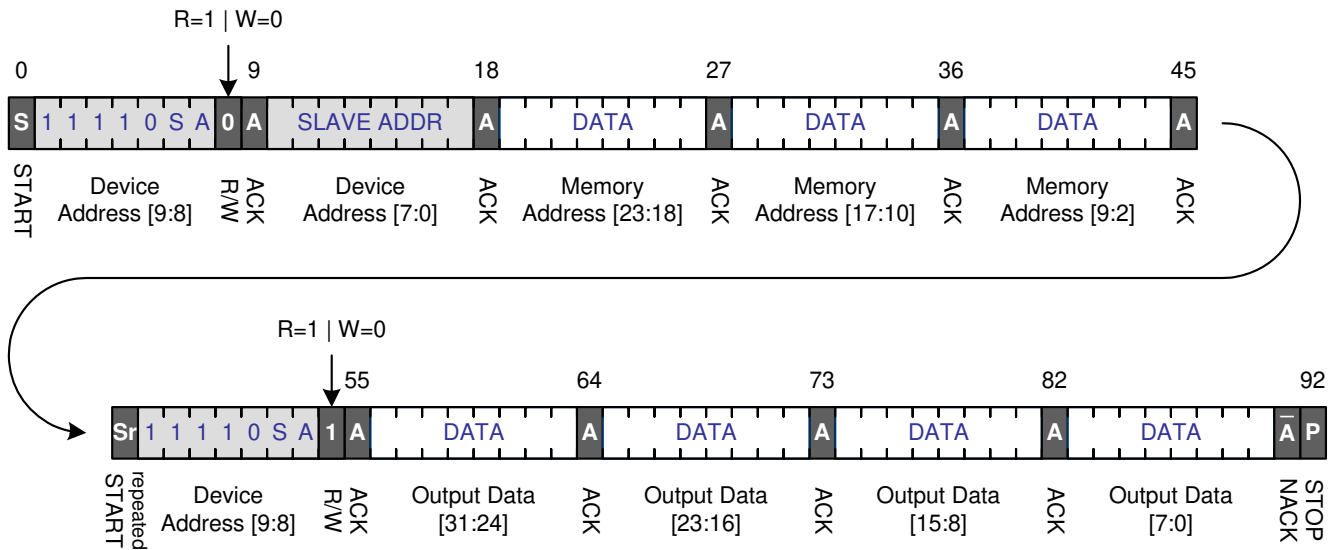 R=1 | W=0
0 9 18 27 36 45
S 1 1 1 1 0 S A 0 A SLAVE ADDR A DATA A DATA A DATA A
START Device Address [9:8] R/W ACK Device Address [7:0] ACK Memory Address [23:18] ACK Memory Address [17:10] ACK Memory Address [9:2] ACK
R=1 | W=0
55 64 73 82 92
Sr 1 1 1 1 0 S A 1 A DATA A DATA A DATA A DATA A̅ P
repeated START Device Address [9:8] R/W ACK Output Data [31:24] ACK Output Data [23:16] ACK Output Data [15:8] ACK Output Data [7:0] NACK STOP